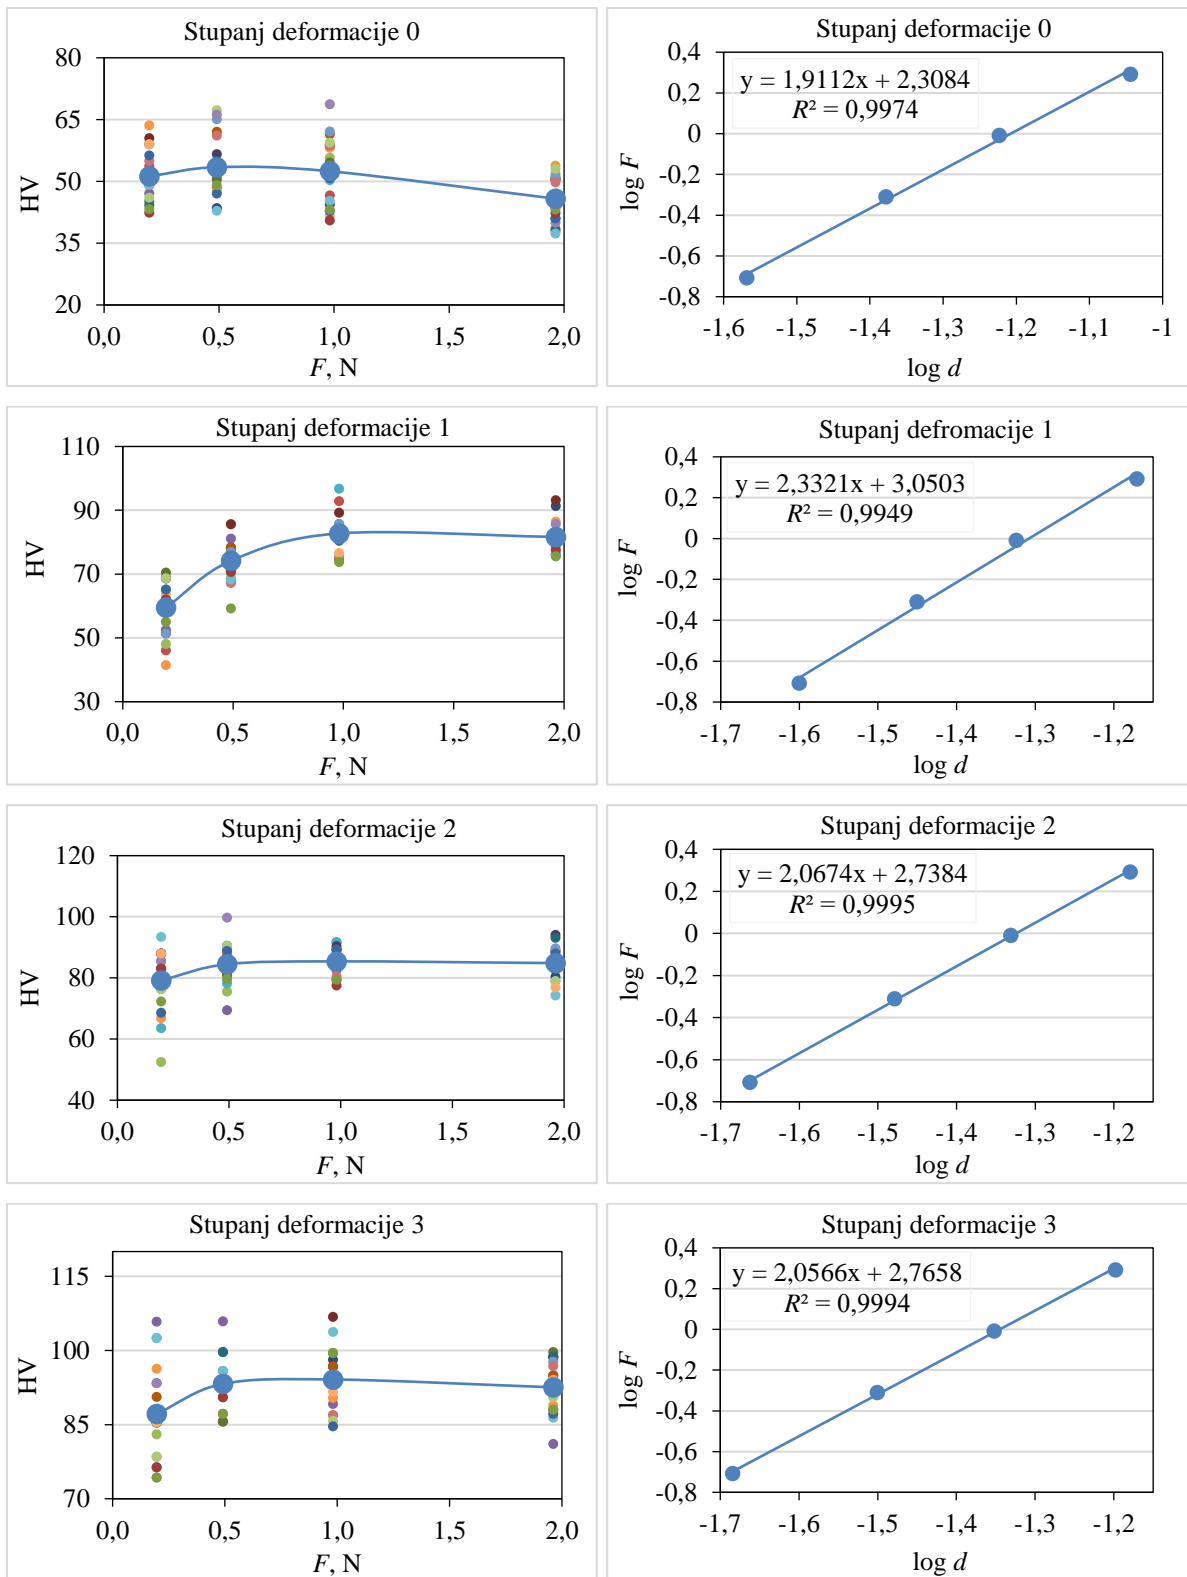 Stupanj deformacije 0
80
65
50
35
20
HV
0,0 0,5 1,0 1,5 2,0
F, N
Stupanj deformacije 0
y = 1,9112x + 2,3084
R² = 0,9974
0,4
0,2
0
-0,2
-0,4
-0,6
-0,8
log F
-1,6 -1,5 -1,4 -1,3 -1,2 -1,1 -1
log d
Stupanj deformacije 1
110
90
70
50
30
HV
0,0 0,5 1,0 1,5 2,0
F, N
Stupanj defromacije 1
y = 2,3321x + 3,0503
R² = 0,9949
0,4
0,2
0
-0,2
-0,4
-0,6
-0,8
log F
-1,7 -1,6 -1,5 -1,4 -1,3 -1,2
log d
Stupanj deformacije 2
120
100
80
60
40
HV
0,0 0,5 1,0 1,5 2,0
F, N
Stupanj deformacije 2
y = 2,0674x + 2,7384
R² = 0,9995
0,4
0,2
0
-0,2
-0,4
-0,6
-0,8
log F
-1,7 -1,6 -1,5 -1,4 -1,3 -1,2
log d
Stupanj deformacije 3
115
100
85
70
HV
0,0 0,5 1,0 1,5 2,0
F, N
Stupanj deformacije 3
y = 2,0566x + 2,7658
R² = 0,9994
0,4
0,2
0
-0,2
-0,4
-0,6
-0,8
log F
-1,7 -1,6 -1,5 -1,4 -1,3 -1,2
log d